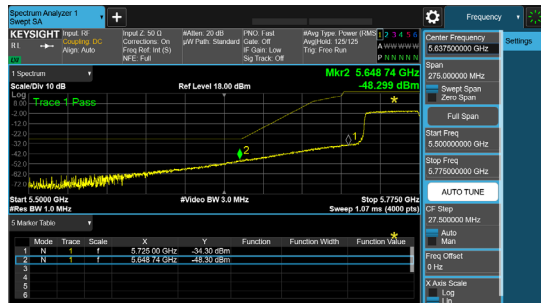 Spectrum Analyzer 1
Swept SA
Frequency
KEYSIGHT
Input: RF
Coupling: DC
Align: Auto
Input Z: 50 Ω
Corrections: On
Freq Ref: Int (S)
NFE: Full
#Atten: 20 dB
µW Path: Standard
PNO: Fast
Gate: Off
IF Gain: Low
Sig Track: Off
#Avg Type: Power (RMS
Avg|Hold: 125/125
Trig: Free Run
1 2 3 4 5 6
A W W W W W
P N N N N N
Center Frequency
5.637500000 GHz
Settings
Span
275.000000 MHz
Swept Span
Zero Span
Full Span
Start Freq
5.500000000 GHz
Stop Freq
5.775000000 GHz
AUTO TUNE
CF Step
27.500000 MHz
Auto
Man
Freq Offset
0 Hz
X Axis Scale
Log
Lin
1 Spectrum
Scale/Div 10 dB
Ref Level 18.00 dBm
Mkr2 5.648 74 GHz
-48.299 dBm
Log
Trace 1 Pass
8.00
-2.00
-12.0
-22.0
-32.0
-42.0
-52.0
-62.0
-72.0
2
1
Start 5.5000 GHz
#Video BW 3.0 MHz
Stop 5.7750 GHz
#Res BW 1.0 MHz
Sweep 1.07 ms (4000 pts)
5 Marker Table
Mode Trace Scale X Y Function Function Width Function Value
1 N 1 f 5.725 00 GHz -34.30 dBm
2 N 1 f 5.648 74 GHz -48.30 dBm
3
4
5
6